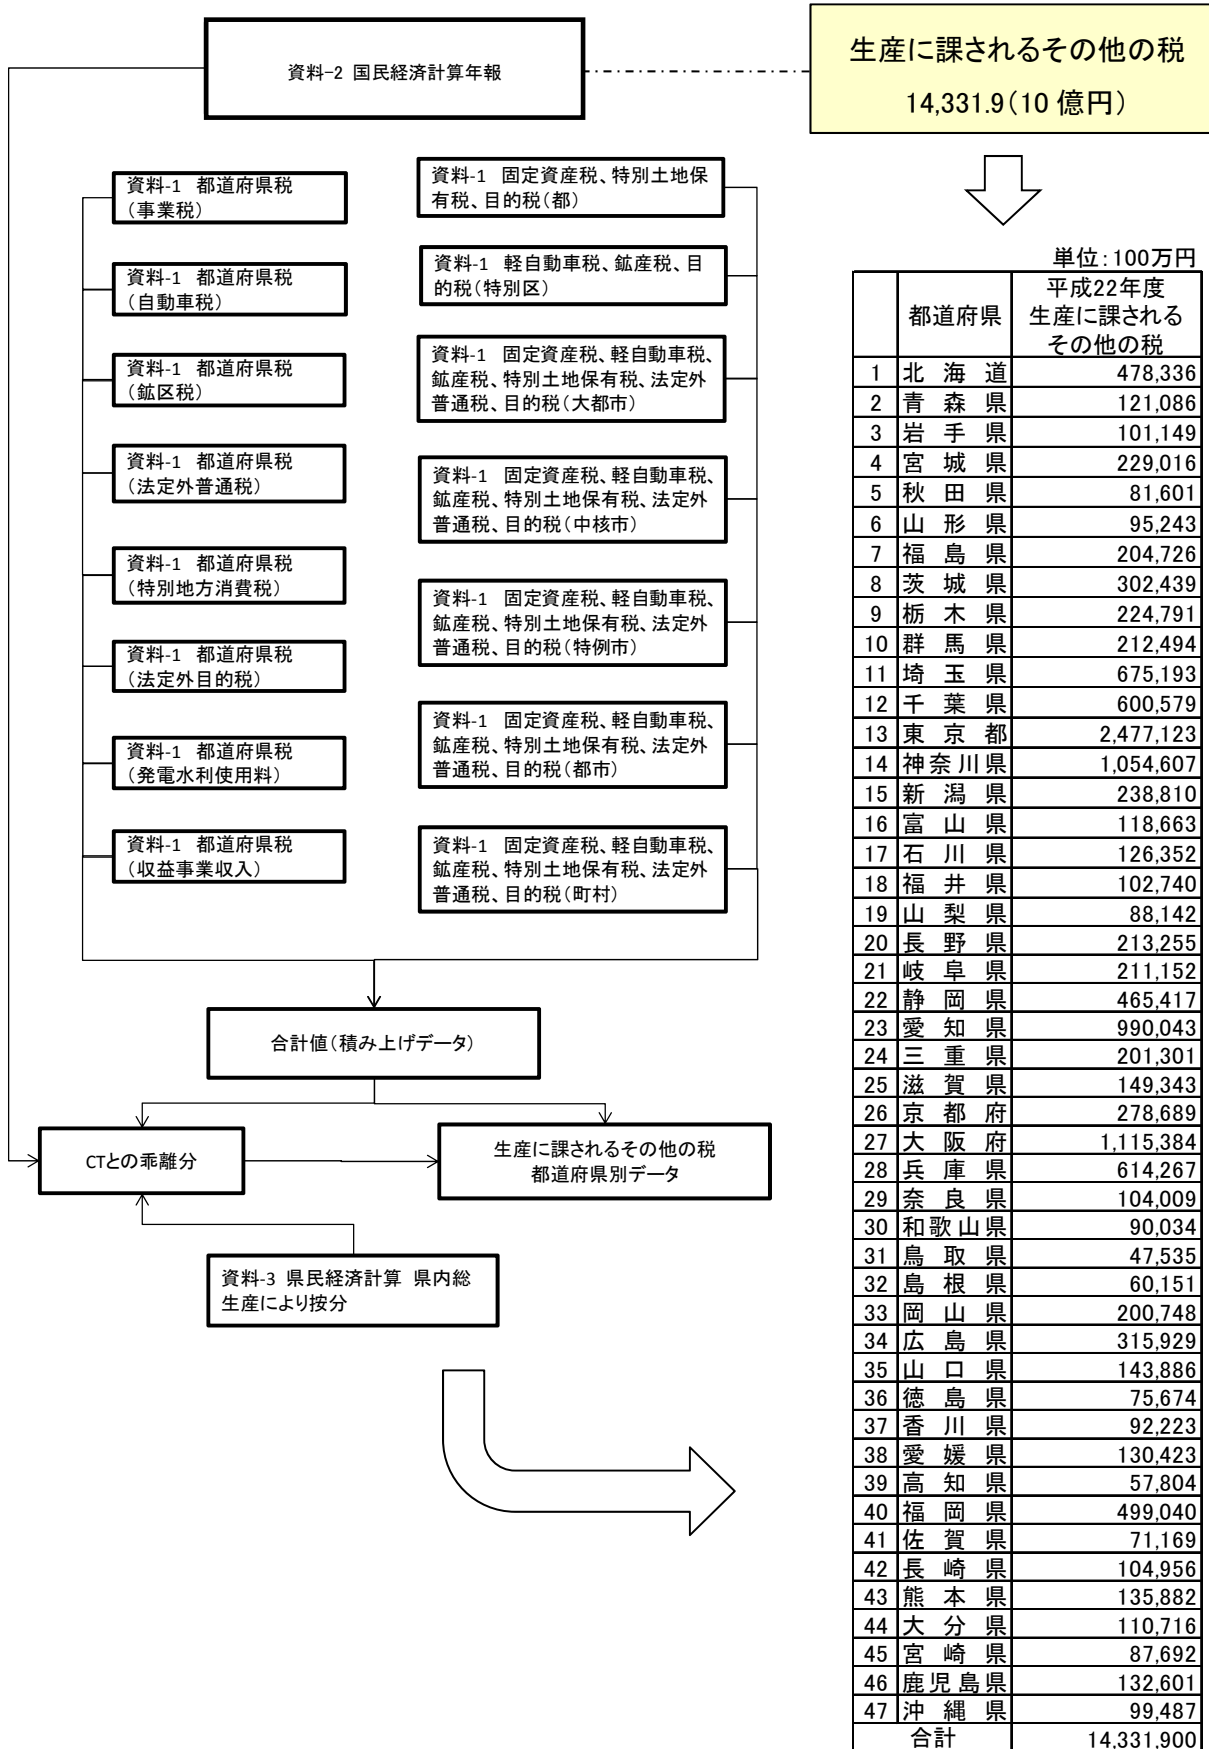 資料-2 国民経済計算年報
生産に課されるその他の税
14,331.9(10 億円)
資料-1 都道府県税
(事業税)
資料-1 都道府県税
(自動車税)
資料-1 都道府県税
(鉱区税)
資料-1 都道府県税
(法定外普通税)
資料-1 都道府県税
(特別地方消費税)
資料-1 都道府県税
(法定外目的税)
資料-1 都道府県税
(発電水利使用料)
資料-1 都道府県税
(収益事業収入)
資料-1 固定資産税、特別土地保
有税、目的税(都)
資料-1 軽自動車税、鉱産税、目
的税(特別区)
資料-1 固定資産税、軽自動車税、
鉱産税、特別土地保有税、法定外
普通税、目的税(大都市)
資料-1 固定資産税、軽自動車税、
鉱産税、特別土地保有税、法定外
普通税、目的税(中核市)
資料-1 固定資産税、軽自動車税、
鉱産税、特別土地保有税、法定外
普通税、目的税(特例市)
資料-1 固定資産税、軽自動車税、
鉱産税、特別土地保有税、法定外
普通税、目的税(都市)
資料-1 固定資産税、軽自動車税、
鉱産税、特別土地保有税、法定外
普通税、目的税(町村)
合計値(積み上げデータ)
CTとの乖離分
生産に課されるその他の税
都道府県別データ
資料-3 県民経済計算 県内総
生産により按分
単位:100万円
都道府県
平成22年度
生産に課される
その他の税
1 北海道 478,336
2 青森県 121,086
3 岩手県 101,149
4 宮城県 229,016
5 秋田県 81,601
6 山形県 95,243
7 福島県 204,726
8 茨城県 302,439
9 栃木県 224,791
10 群馬県 212,494
11 埼玉県 675,193
12 千葉県 600,579
13 東京都 2,477,123
14 神奈川県 1,054,607
15 新潟県 238,810
16 富山県 118,663
17 石川県 126,352
18 福井県 102,740
19 山梨県 88,142
20 長野県 213,255
21 岐阜県 211,152
22 静岡県 465,417
23 愛知県 990,043
24 三重県 201,301
25 滋賀県 149,343
26 京都府 278,689
27 大阪府 1,115,384
28 兵庫県 614,267
29 奈良県 104,009
30 和歌山県 90,034
31 鳥取県 47,535
32 島根県 60,151
33 岡山県 200,748
34 広島県 315,929
35 山口県 143,886
36 徳島県 75,674
37 香川県 92,223
38 愛媛県 130,423
39 高知県 57,804
40 福岡県 499,040
41 佐賀県 71,169
42 長崎県 104,956
43 熊本県 135,882
44 大分県 110,716
45 宮崎県 87,692
46 鹿児島県 132,601
47 沖縄県 99,487
合計 14,331,900